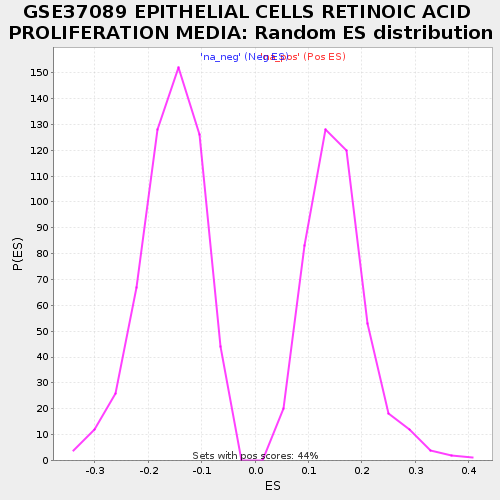 GSE37089 EPITHELIAL CELLS RETINOIC ACID
PROLIFERATION MEDIA: Random ES distribution
'na_neg' (Neg ES) 'na_pos' (Pos ES)
150
140
130
120
110
100
90
80
70
60
50
40
30
20
10
0
P(ES)
Sets with pos scores: 44%
-0.3 -0.2 -0.1 0.0 0.1 0.2 0.3 0.4
ES